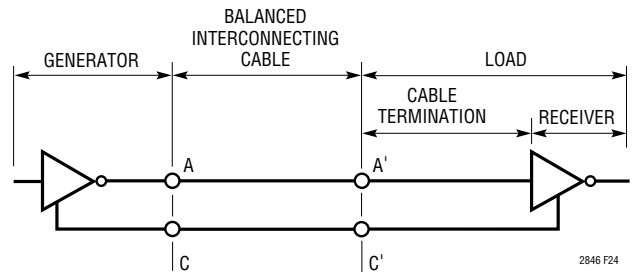 BALANCED
INTERCONNECTING
CABLE
GENERATOR
LOAD
CABLE
TERMINATION
RECEIVER
A
A'
C
C'
2846 F24